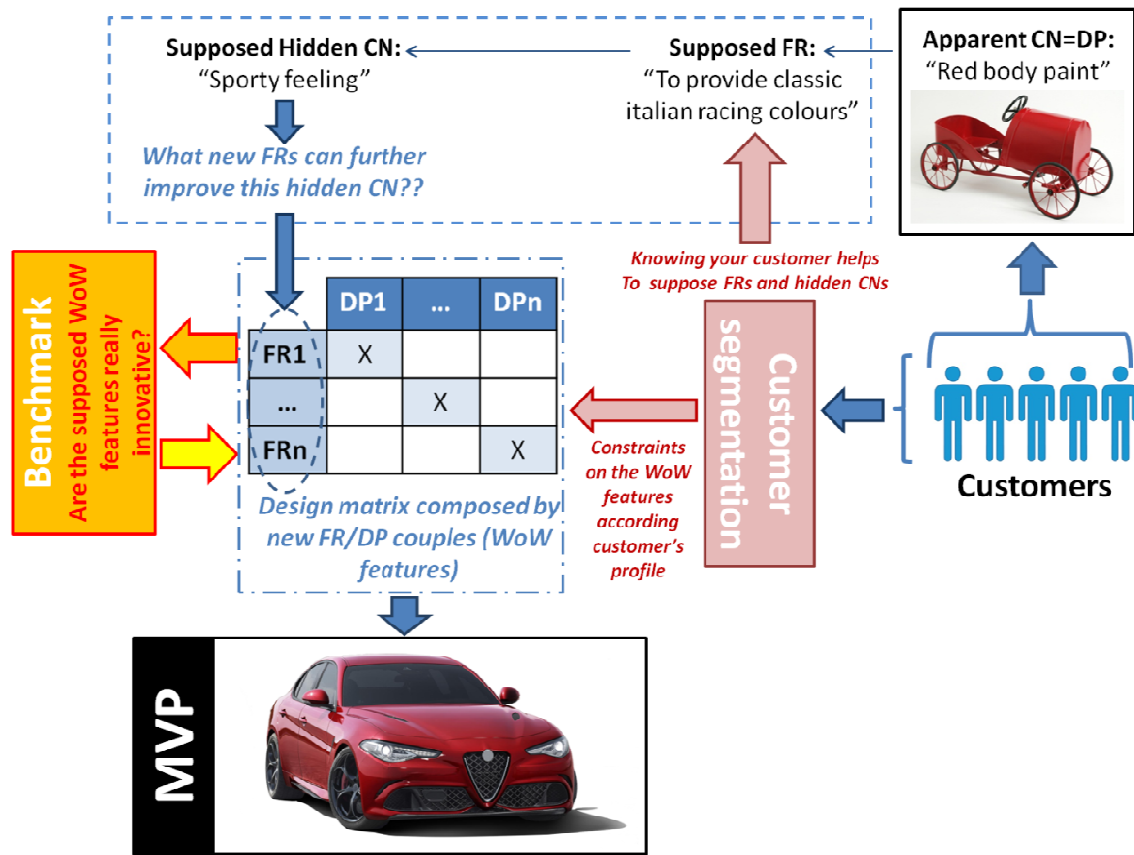 Supposed Hidden CN:
“Sporty feeling”
Supposed FR:
“To provide classic
italian racing colours”
Apparent CN=DP:
“Red body paint”
What new FRs can further
improve this hidden CN??
Knowing your customer helps
To suppose FRs and hidden CNs
Benchmark
Are the supposed WoW
features really
innovative?
DP1 ... DPn
FR1 X
... X
FRn X
Design matrix composed by
new FR/DP couples (WoW
features)
Constraints
on the WoW
features
according
customer’s
profile
Customer
segmentation
Customers
MVP